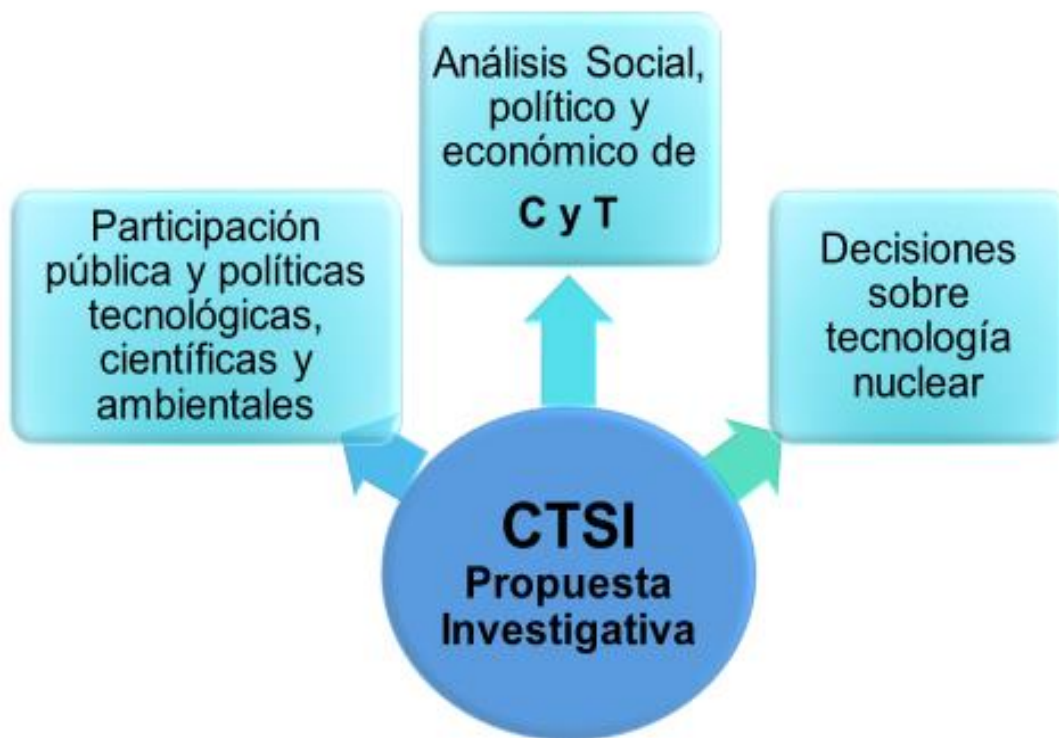 Análisis Social,
político y
económico de
C y T
Participación
pública y políticas
tecnológicas,
científicas y
ambientales
Decisiones
sobre
tecnología
nuclear
CTSI
Propuesta
Investigativa